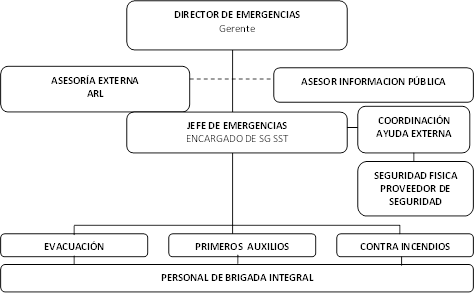 DIRECTOR DE EMERGENCIAS
Gerente
ASESORÍA EXTERNA
ARL
ASESOR INFORMACION PÚBLICA
JEFE DE EMERGENCIAS
ENCARGADO DE SG SST
COORDINACIÓN
AYUDA EXTERNA
SEGURIDAD FISICA
PROVEEDOR DE
SEGURIDAD
EVACUACIÓN
PRIMEROS AUXILIOS
CONTRA INCENDIOS
PERSONAL DE BRIGADA INTEGRAL